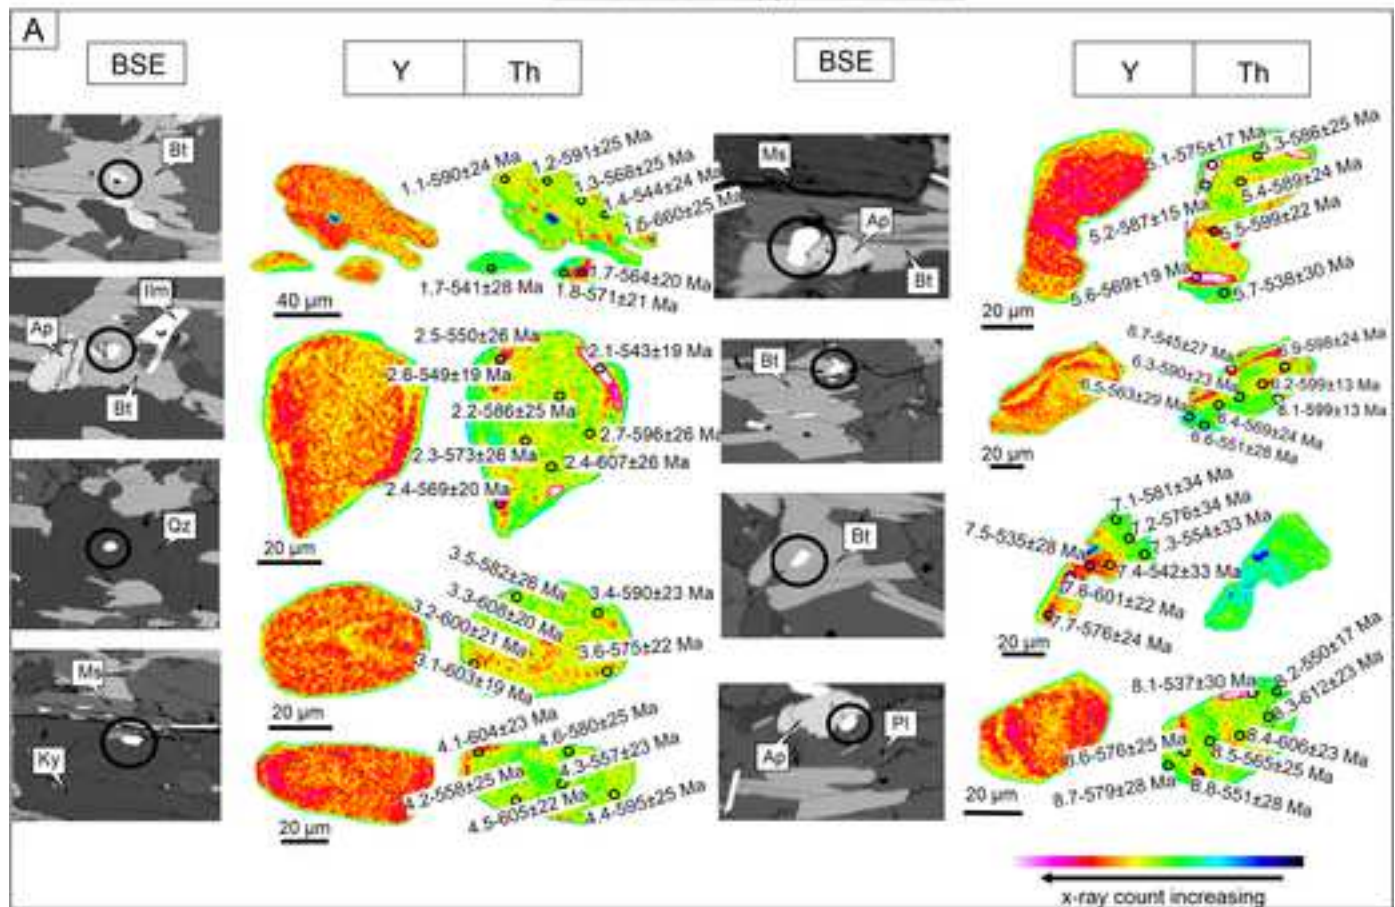 A
BSE
Y
Th
BSE
Y
Th
Bt
1.1-590±24 Ma
1.2-591±25 Ma
1.3-568±25 Ma
1.4-544±24 Ma
1.5-660±25 Ma
1.7-564±20 Ma
1.7-541±28 Ma
1.8-571±21 Ma
40 µm
Ilm
Ap
Bt
2.5-550±26 Ma
2.1-543±19 Ma
2.6-549±19 Ma
2.2-586±25 Ma
2.7-596±26 Ma
2.3-573±26 Ma
2.4-607±26 Ma
2.4-569±20 Ma
20 µm
Qz
3.5-582±26 Ma
3.4-590±23 Ma
3.3-608±20 Ma
3.2-600±21 Ma
3.6-575±22 Ma
3.1-603±19 Ma
20 µm
Ms
Ky
4.1-604±23 Ma
4.6-580±25 Ma
4.3-557±23 Ma
4.2-558±25 Ma
4.5-605±22 Ma
4.4-595±25 Ma
20 µm
Ms
Ap
Bt
5.1-575±17 Ma
5.3-586±25 Ma
5.4-589±24 Ma
5.2-587±15 Ma
5.5-599±22 Ma
5.6-569±19 Ma
5.7-538±30 Ma
20 µm
Bt
6.7-545±27 Ma
6.9-598±24 Ma
6.3-590±23 Ma
6.2-599±13 Ma
6.5-563±29 Ma
6.1-599±13 Ma
6.4-569±24 Ma
6.6-551±28 Ma
20 µm
Bt
7.1-581±34 Ma
7.2-576±34 Ma
7.3-554±33 Ma
7.5-535±28 Ma
7.4-542±33 Ma
7.6-601±22 Ma
7.7-576±24 Ma
20 µm
Ap
Pl
8.1-537±30 Ma
8.2-550±17 Ma
8.3-612±23 Ma
8.4-606±23 Ma
8.6-576±25 Ma
8.5-565±25 Ma
8.7-579±28 Ma
8.8-551±28 Ma
20 µm
x-ray count increasing